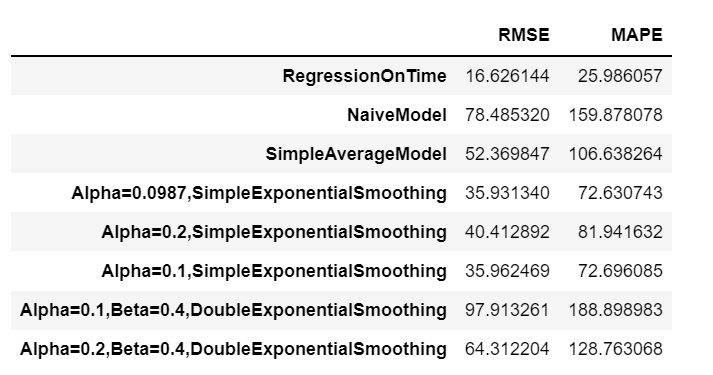 RMSE MAPE
RegressionOnTime 16.626144 25.986057
NaiveModel 78.485320 159.878078
SimpleAverageModel 52.369847 106.638264
Alpha=0.0987,SimpleExponentialSmoothing 35.931340 72.630743
Alpha=0.2,SimpleExponentialSmoothing 40.412892 81.941632
Alpha=0.1,SimpleExponentialSmoothing 35.962469 72.696085
Alpha=0.1,Beta=0.4,DoubleExponentialSmoothing 97.913261 188.898983
Alpha=0.2,Beta=0.4,DoubleExponentialSmoothing 64.312204 128.763068